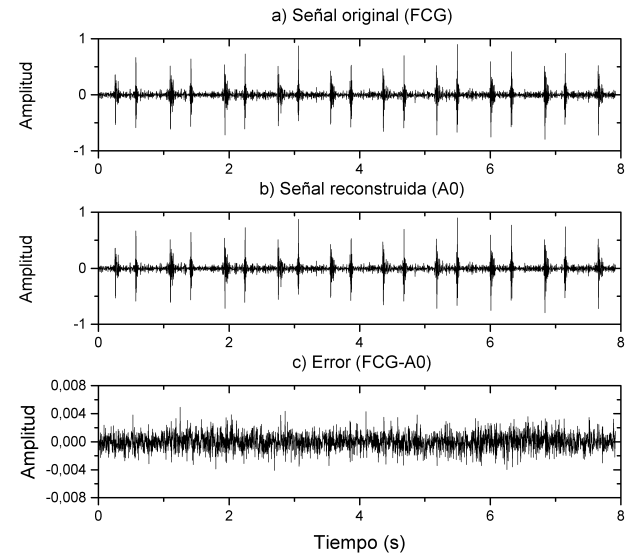 a) Señal original (FCG)
Amplitud
1
0
-1
0 2 4 6 8
b) Señal reconstruida (A0)
Amplitud
1
0
-1
0 2 4 6 8
c) Error (FCG-A0)
Amplitud
0,008
0,004
0,000
-0,004
-0,008
0 2 4 6 8
Tiempo (s)